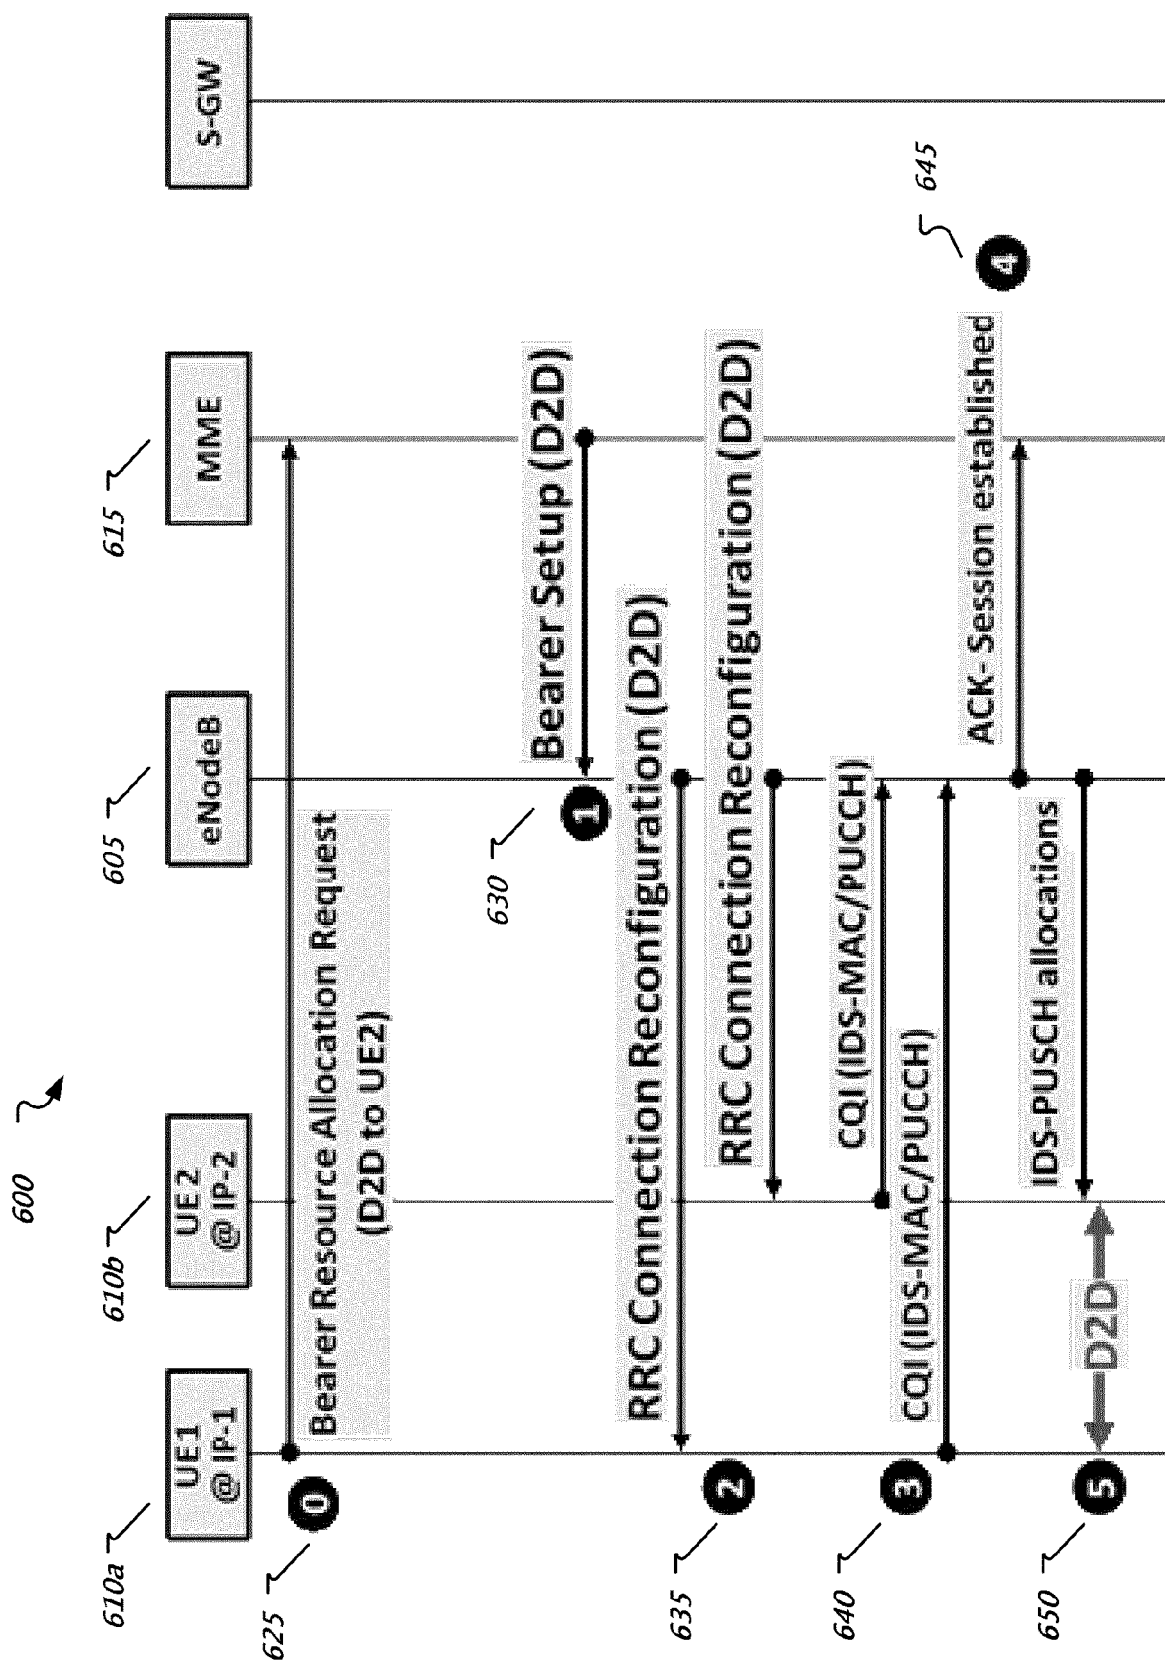 600
610a
610b
605
615
UE1
@ IP-1
UE2
@ IP-2
eNodeB
MME
S-GW
625
0
Bearer Resource Allocation Request
(D2D to UE2)
630
1
Bearer Setup (D2D)
635
2
RRC Connection Reconfiguration (D2D)
RRC Connection Reconfiguration (D2D)
640
3
CQI (IDS-MAC/PUCCH)
CQI (IDS-MAC/PUCCH)
645
4
ACK- Session established
650
5
IDS-PUSCH allocations
D2D